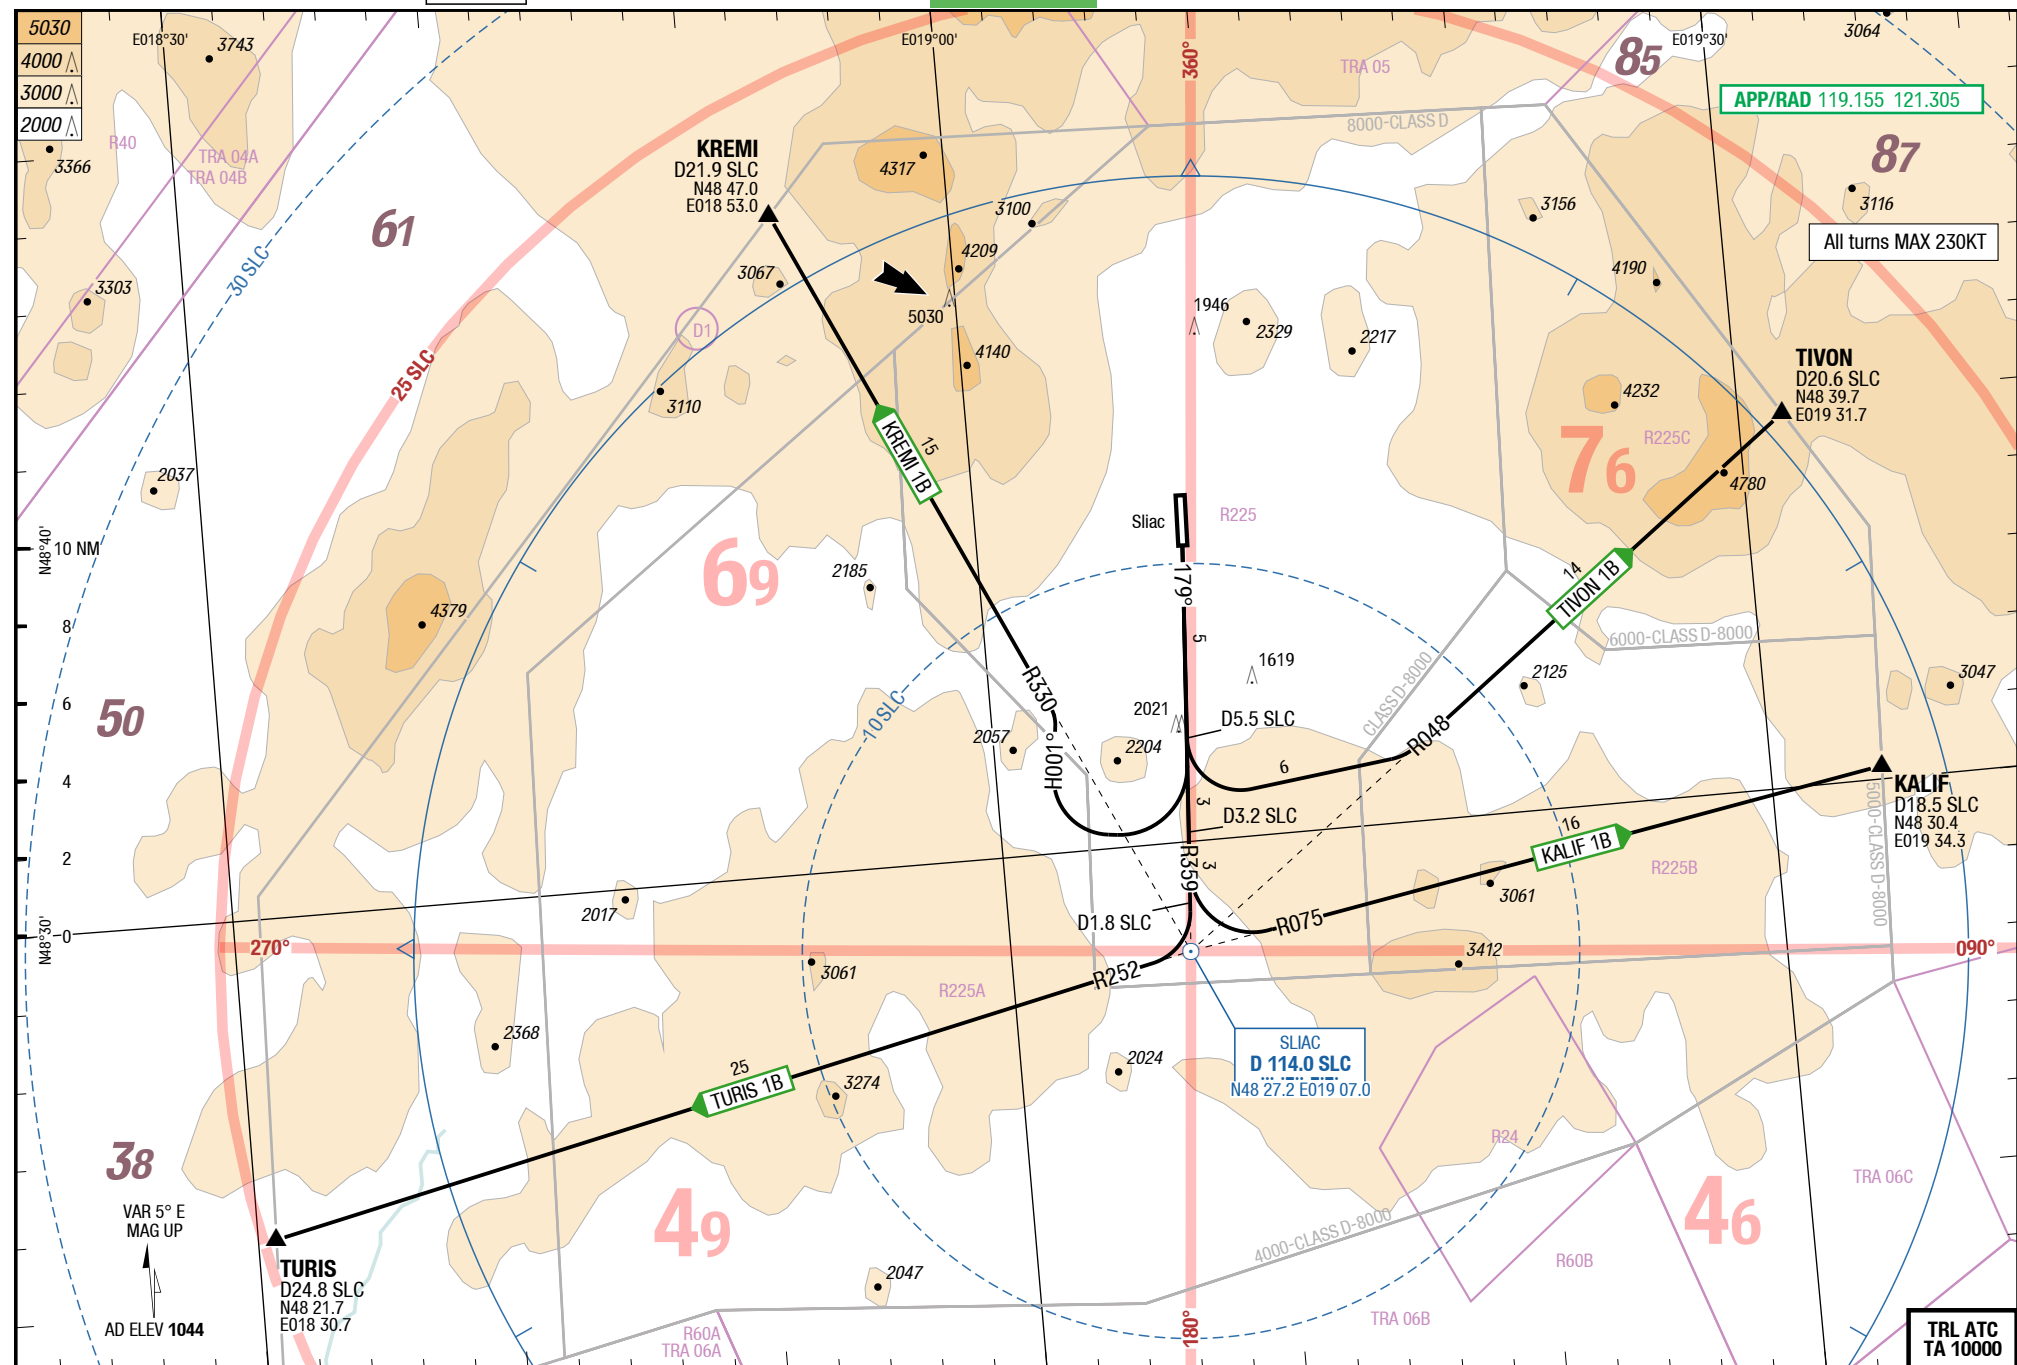 5030
4000
3000
2000
E018°30'
E019°00'
E019°30'
360°
3743
3064
85
TRA 05
APP/RAD 119.155 121.305
R40
TRA 04A
TRA 04B
3366
8000-CLASS D
87
KREMI
D21.9 SLC
N48 47.0
E018 53.0
4317
3100
3156
3116
61
All turns MAX 230KT
30 SLC
4209
3067
4190
3303
5030
1946
2329
2217
D1
4140
25 SLC
3110
TIVON
D20.6 SLC
N48 39.7
E019 31.7
4232
R225C
76
15
KREMI 1B
2037
4780
Sliac
R225
N48°40'
10 NM
69
2185
179°
14
TIVON 1B
4379
8
5
6000-CLASS D-8000
1619
2125
3047
R330
CLASS D-8000
6
50
10 SLC
2021
D5.5 SLC
2057
2204
H001°
R048
6
4
KALIF
D18.5 SLC
N48 30.4
E019 34.3
3
D3.2 SLC
16
KALIF 1B
5000-CLASS D-8000
2
R359
3
R225B
3061
2017
D1.8 SLC
R075
N48°30'
0
270°
090°
3412
3061
R252
R225A
2368
SLIAC
D 114.0 SLC
N48 27.2 E019 07.0
2024
25
TURIS 1B
3274
R24
38
TRA 06C
VAR 5° E
MAG UP
49
46
4000-CLASS D-8000
R60B
TURIS
D24.8 SLC
N48 21.7
E018 30.7
2047
AD ELEV 1044
180°
TRA 06B
R60A
TRA 06A
TRL ATC
TA 10000